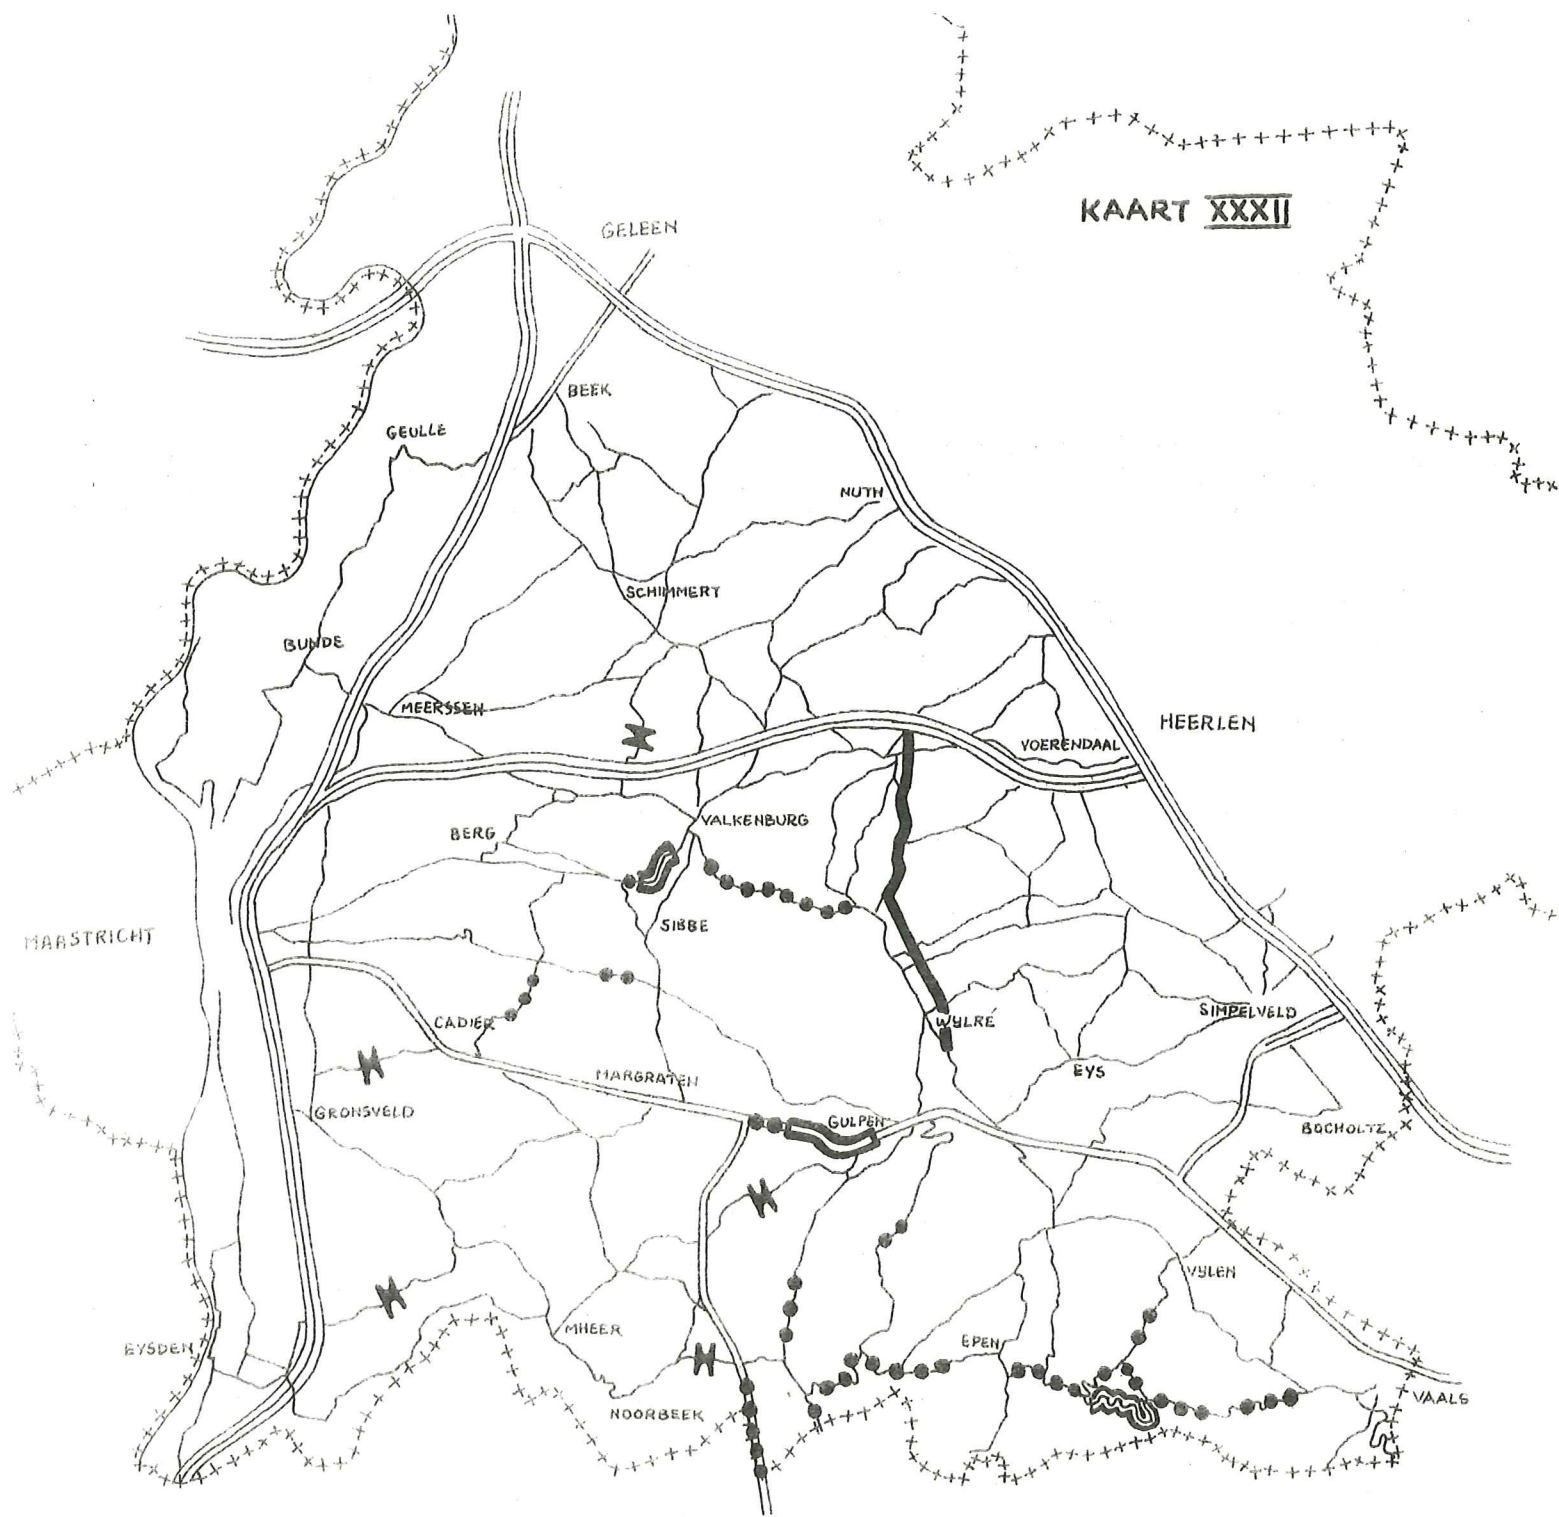 KAART XXXII
GELEEN
BEEK
GEULLE
NUTH
SCHIMMERT
BUNDE
MEERSSEN
HEERLEN
VOERENDAAL
VALKENBURG
BERG
SIBBE
MAASTRICHT
SIMPELVELD
CADIER
WYLRÉ
EYS
MARGRATEN
GRONSVELD
GULPEN
BOCHOLTZ
VYLEN
MHEER
EPEN
EYSDEN
VAALS
NOORBEEK